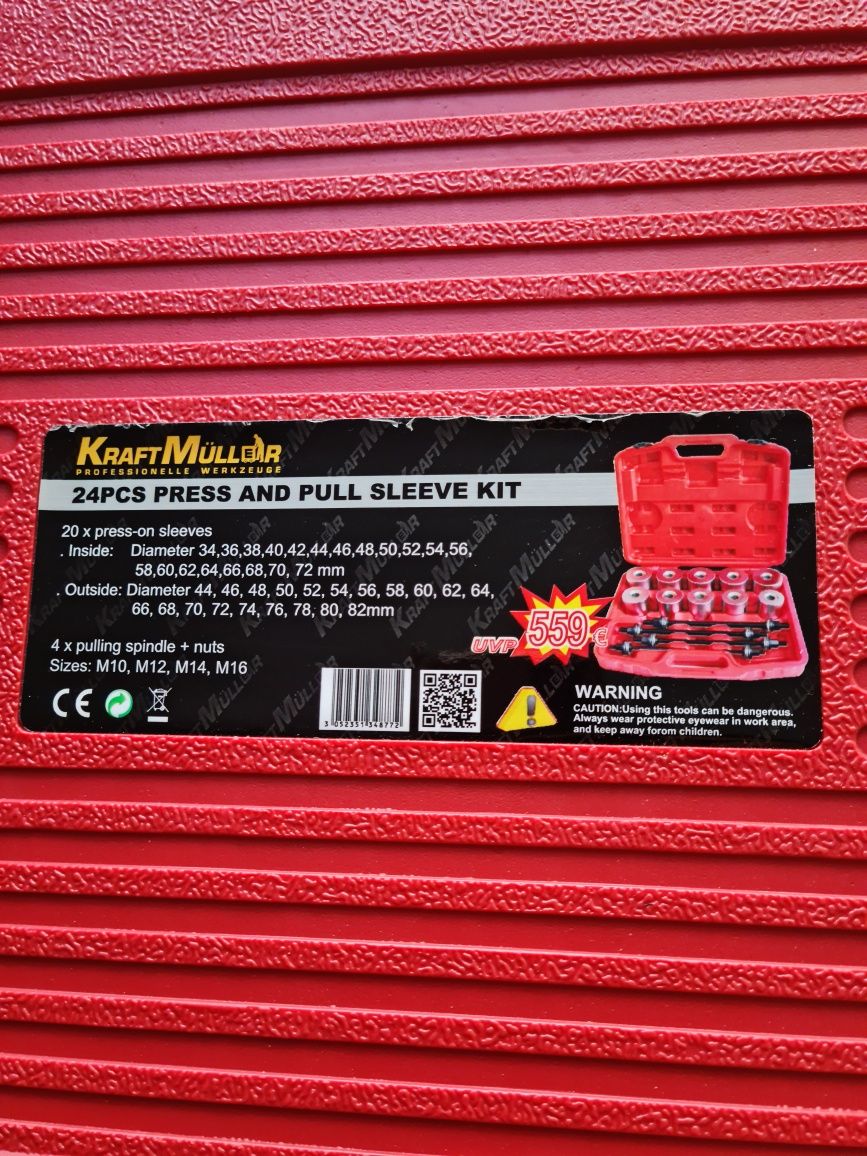 KRAFTMÜLLER
PROFESSIONELLE WERKZEUGE
24PCS PRESS AND PULL SLEEVE KIT
20 x press-on sleeves
. Inside: Diameter 34,36,38,40,42,44,46,48,50,52,54,56,
58,60,62,64,66,68,70, 72 mm
. Outside: Diameter 44, 46, 48, 50, 52, 54, 56, 58, 60, 62, 64,
66, 68, 70, 72, 74, 76, 78, 80, 82mm
4 x pulling spindle + nuts
Sizes: M10, M12, M14, M16
UVP 559 €
CE
3 052351 348772
WARNING
CAUTION:Using this tools can be dangerous.
Always wear protective eyewear in work area,
and keep away forom children.